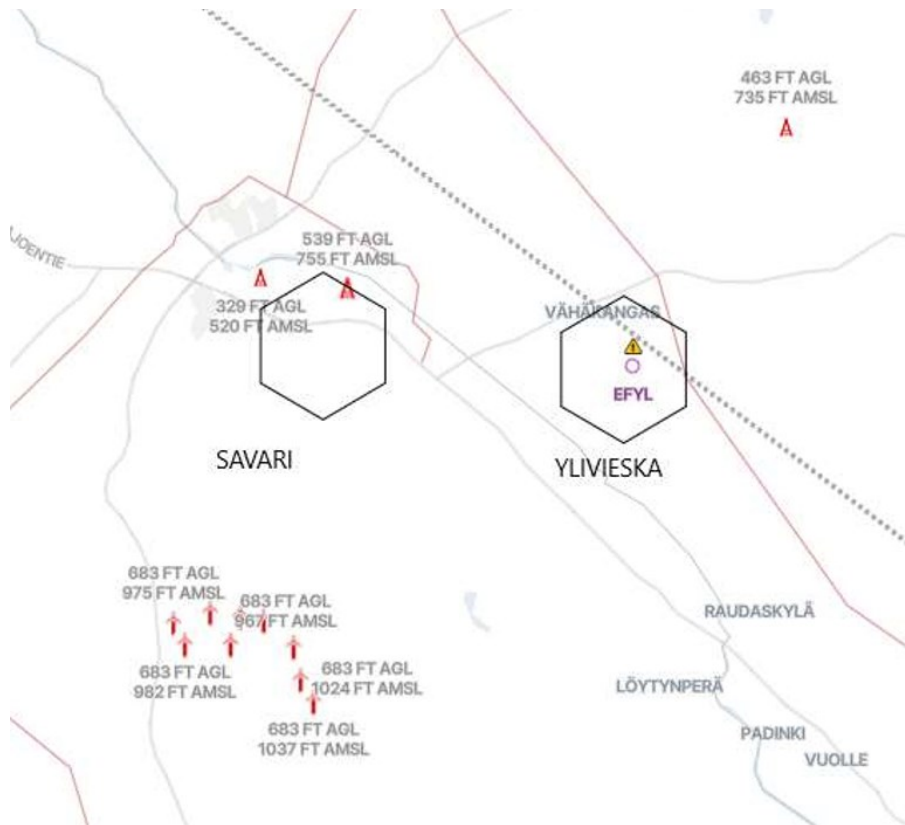 463 FT AGL
735 FT AMSL
JOENTIE
539 FT AGL
755 FT AMSL
329 FT AGL
520 FT AMSL
VÄHÄKANGAS
EFYL
SAVARI
YLIVIESKA
683 FT AGL
975 FT AMSL
683 FT AGL
967 FT AMSL
683 FT AGL
982 FT AMSL
683 FT AGL
1024 FT AMSL
683 FT AGL
1037 FT AMSL
RAUDASKYLÄ
LÖYTYNPERÄ
PADINKI
VUOLLE